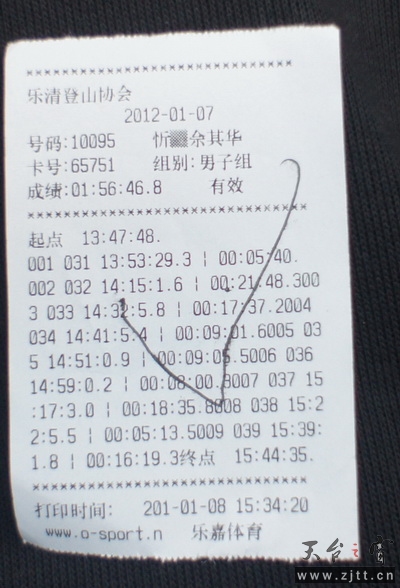 ×××××××××××××××××××××××××××××
乐清登山协会
2012-01-07
号码:10095 忻 余其华
卡号:65751 组别:男子组
成绩:01:56:46.8 有效
×××××××××××××××××××××××××××××
起点 13:47:48.
001 031 13:53:29.3 ¦ 00:05:40.
002 032 14:15:1.6 ¦ 00:21:48.300
3 033 14:32:5.8 ¦ 00:17:37.2004
034 14:41:5.4 ¦ 00:09:01.6005 03
5 14:51:0.9 ¦ 00:09:05.5006 036
14:59:0.2 ¦ 00:08:00.8007 037 15
:17:3.0 ¦ 00:18:35.8008 038 15:2
2:5.5 ¦ 00:05:13.5009 039 15:39:
1.8 ¦ 00:16:19.3终点 15:44:35.
×××××××××××××××××××××××××××××
打印时间: 201-01-08 15:34:20
www.o-sport.n 乐嘉体育
天台
www.zjtt.cn